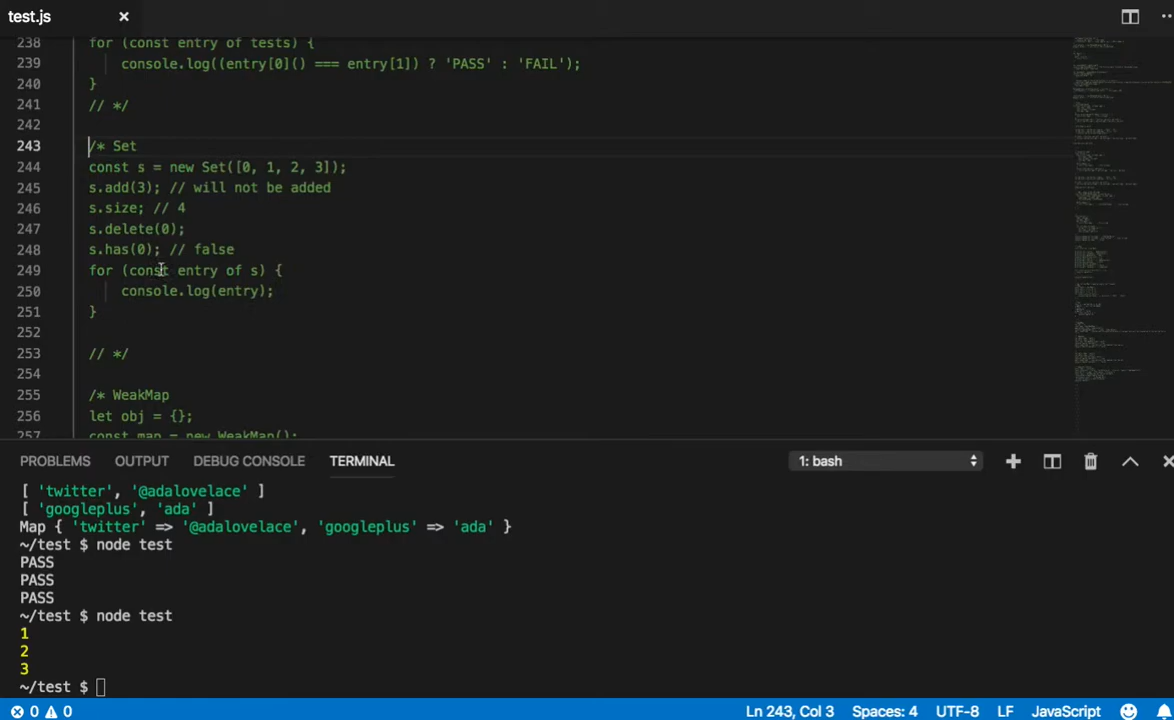 test.js
238 for (const entry of tests) {
239 console.log((entry[0]() === entry[1]) ? 'PASS' : 'FAIL');
240 }
241 // */
242
243 /* Set
244 const s = new Set([0, 1, 2, 3]);
245 s.add(3); // will not be added
246 s.size; // 4
247 s.delete(0);
248 s.has(0); // false
249 for (const entry of s) {
250 console.log(entry);
251 }
252
253 // */
254
255 /* WeakMap
256 let obj = {};
257 const map = new WeakMap();
PROBLEMS OUTPUT DEBUG CONSOLE TERMINAL 1: bash
[ 'twitter', '@adalovelace' ]
[ 'googleplus', 'ada' ]
Map { 'twitter' => '@adalovelace', 'googleplus' => 'ada' }
~/test $ node test
PASS
PASS
PASS
~/test $ node test
1
2
3
~/test $
0 0 Ln 243, Col 3 Spaces: 4 UTF-8 LF JavaScript